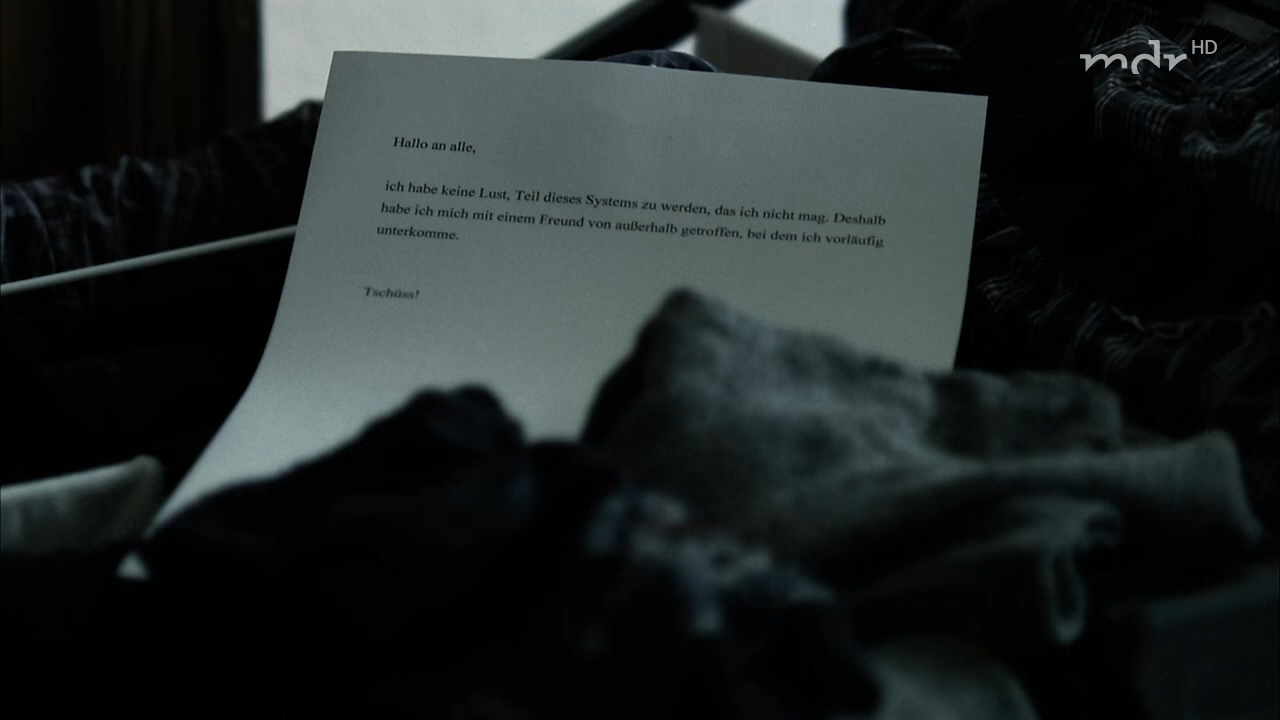 mdr HD
Hallo an alle,
ich habe keine Lust, Teil dieses Systems zu werden, das ich nicht mag. Deshalb
habe ich mich mit einem Freund von außerhalb getroffen, bei dem ich vorläufig
unterkomme.
Tschüss!